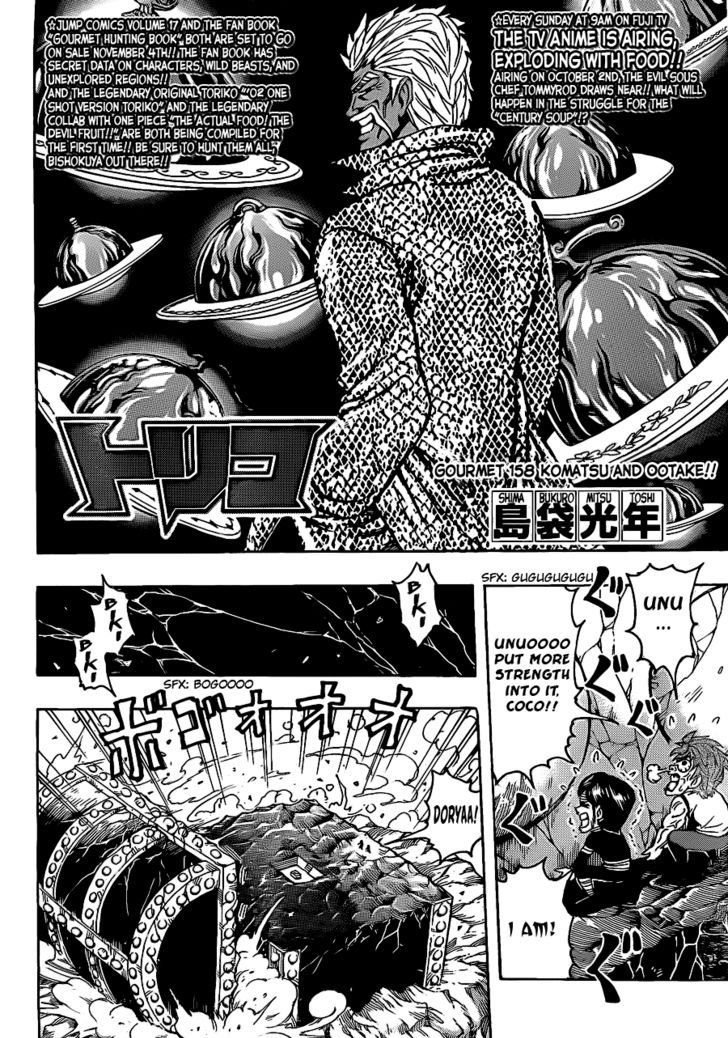 ☆JUMP COMICS VOLUME 17 AND THE FAN BOOK
"GOURMET HUNTING BOOK", BOTH ARE SET TO GO
ON SALE NOVEMBER 4TH!! THE FAN BOOK HAS
SECRET DATA ON CHARACTERS, WILD BEASTS, AND
UNEXPLORED REGIONS!!
AND THE LEGENDARY ORIGINAL TORIKO "'02 ONE
SHOT VERSION TORIKO", AND THE LEGENDARY
COLLAB WITH ONE PIECE "THE ACTUAL FOOD! THE
DEVIL FRUIT!!", ARE BOTH BEING COMPILED FOR
THE FIRST TIME!! BE SURE TO HUNT THEM ALL,
BISHOKUYA OUT THERE!!
☆EVERY SUNDAY AT 9AM ON FUJI TV
THE TV ANIME IS AIRING,
EXPLODING WITH FOOD!!
AIRING ON OCTOBER 2ND, THE EVIL SOUS
CHEF TOMMYROD DRAWS NEAR!! WHAT WILL
HAPPEN IN THE STRUGGLE FOR THE
"CENTURY SOUP"!?
トリコ
GOURMET 158 KOMATSU AND OOTAKE!!
SHIMA BUKURO MITSU TOSHI
島袋光年
SFX: GUGUGUGUGU
ぐ
ぐ
ぐ
ぐ
ぐ
UNU
...
UNUOOOO
PUT MORE
STRENGTH
INTO IT,
COCO!!
I AM!
BKI
BKI
BKI
SFX: BOGOOOO
ボゴォオオオ
DORYAA!